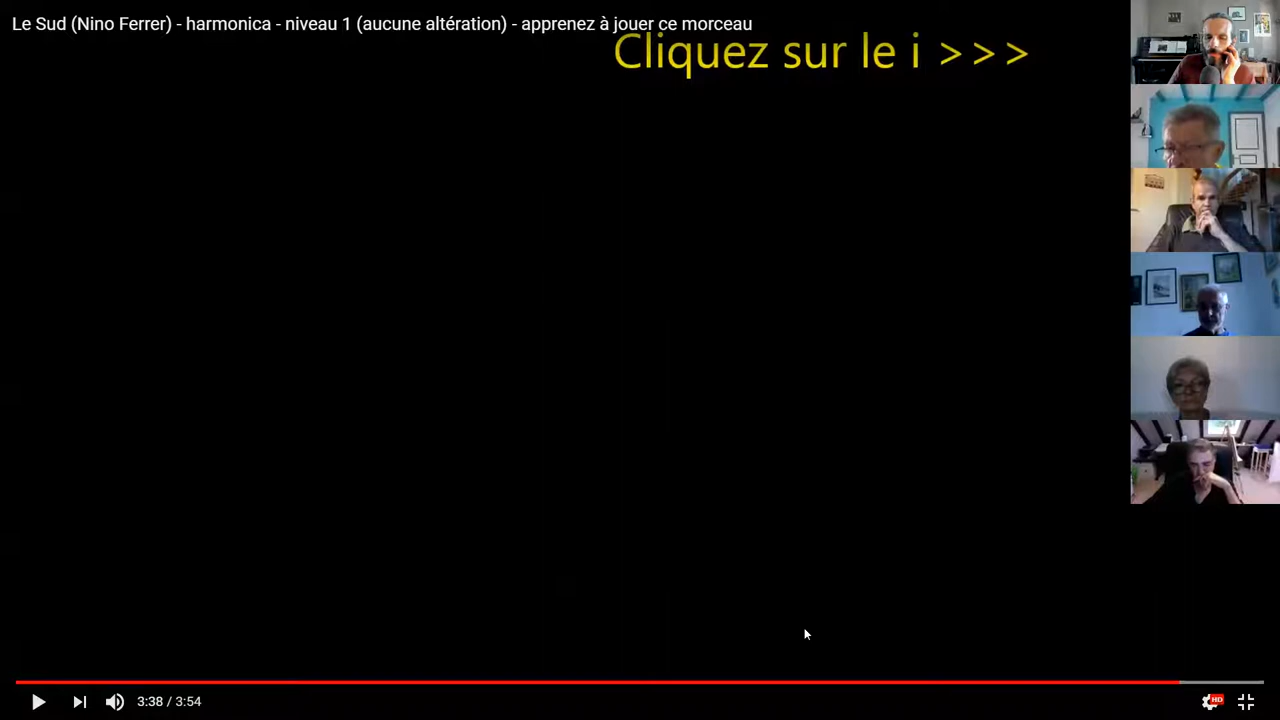 Le Sud (Nino Ferrer) - harmonica - niveau 1 (aucune altération) - apprenez à jouer ce morceau
Cliquez sur le i >>>
3:38 / 3:54
HD